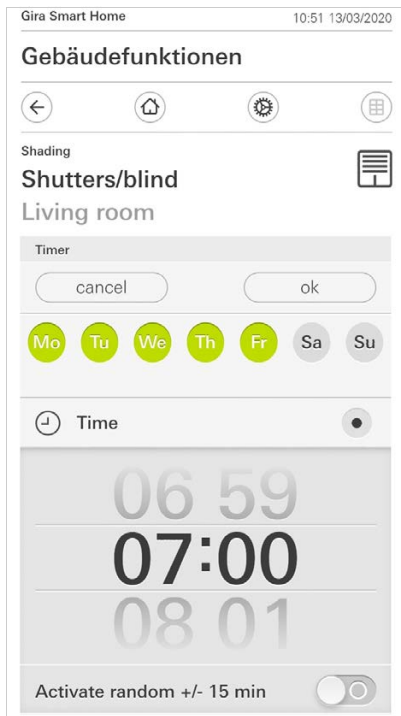 Gira Smart Home 10:51 13/03/2020
Gebäudefunktionen
Shading
Shutters/blind
Living room
Timer
cancel ok
Mo Tu We Th Fr Sa Su
Time
06 59
07:00
08 01
Activate random +/- 15 min